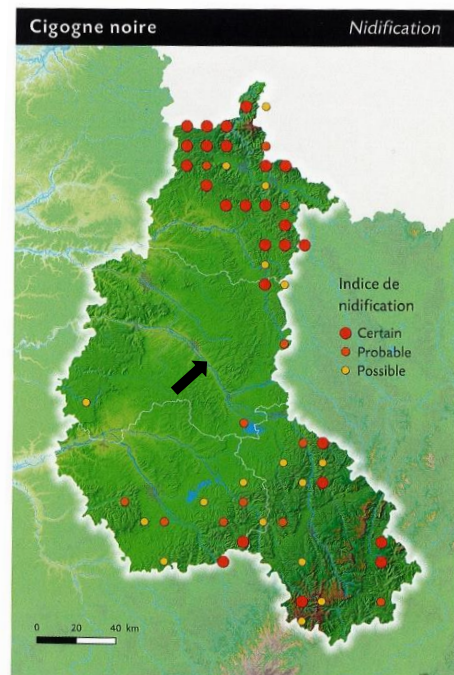 Cigogne noire Nidification
Indice de
nidification
Certain
Probable
Possible
0 20 40 km